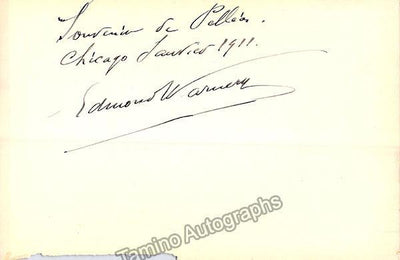 Souvenir de Pelléas.
Chicago Janvier 1911.
Edmond Warnery
Tamino Autographs